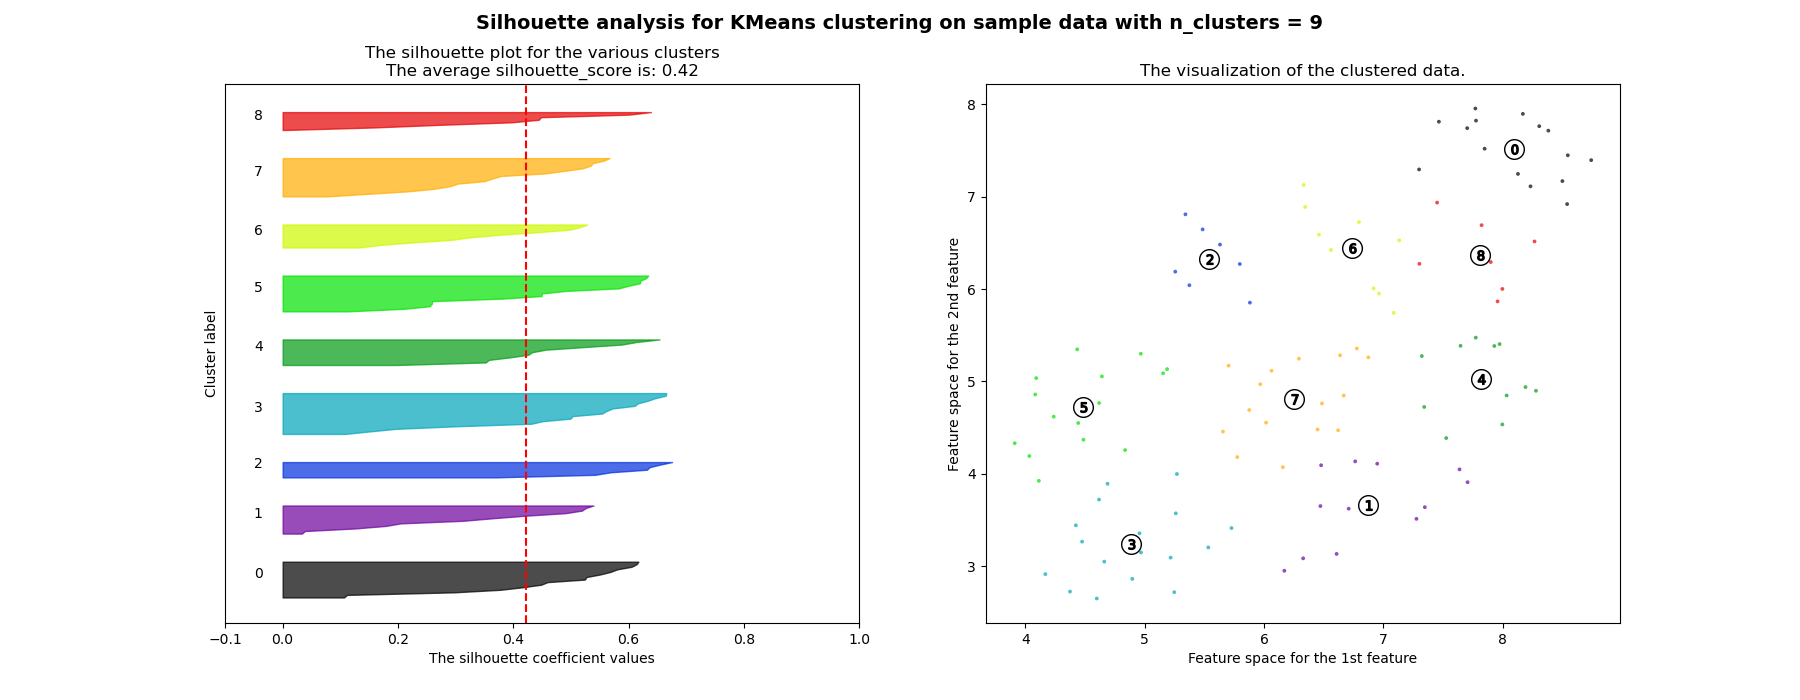 Silhouette analysis for KMeans clustering on sample data with n_clusters = 9
The silhouette plot for the various clusters
The average silhouette_score is: 0.42
Cluster label
8
7
6
5
4
3
2
1
0
−0.1 0.0 0.2 0.4 0.6 0.8 1.0
The silhouette coefficient values
The visualization of the clustered data.
Feature space for the 2nd feature
8
7
6
5
4
3
0
2
6
8
4
7
5
1
3
4 5 6 7 8
Feature space for the 1st feature